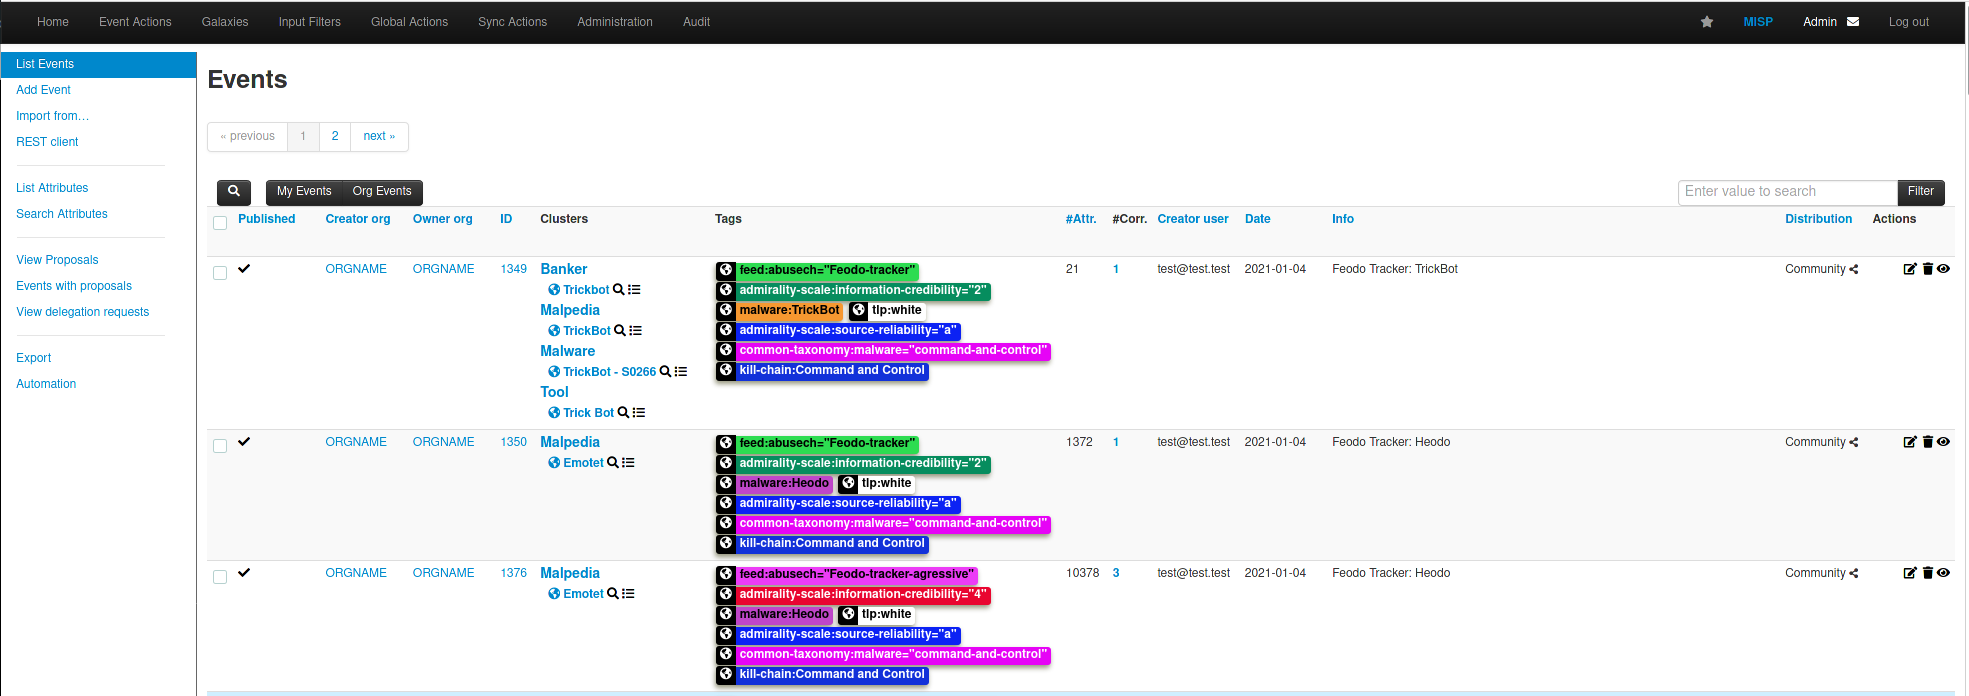 Home Event Actions Galaxies Input Filters Global Actions Sync Actions Administration Audit MISP Admin Log out
List Events
Add Event
Import from…
REST client
List Attributes
Search Attributes
View Proposals
Events with proposals
View delegation requests
Export
Automation
Events
« previous 1 2 next »
My Events Org Events Enter value to search Filter
Published Creator org Owner org ID Clusters Tags #Attr. #Corr. Creator user Date Info Distribution Actions
ORGNAME ORGNAME 1349 Banker feed:abusech="Feodo-tracker" 21 1 test@test.test 2021-01-04 Feodo Tracker: TrickBot Community
Trickbot admirality-scale:information-credibility="2"
Malpedia malware:TrickBot tlp:white
TrickBot admirality-scale:source-reliability="a"
Malware common-taxonomy:malware="command-and-control"
TrickBot - S0266 kill-chain:Command and Control
Tool
Trick Bot
ORGNAME ORGNAME 1350 Malpedia feed:abusech="Feodo-tracker" 1372 1 test@test.test 2021-01-04 Feodo Tracker: Heodo Community
Emotet admirality-scale:information-credibility="2"
malware:Heodo tlp:white
admirality-scale:source-reliability="a"
common-taxonomy:malware="command-and-control"
kill-chain:Command and Control
ORGNAME ORGNAME 1376 Malpedia feed:abusech="Feodo-tracker-agressive" 10378 3 test@test.test 2021-01-04 Feodo Tracker: Heodo Community
Emotet admirality-scale:information-credibility="4"
malware:Heodo tlp:white
admirality-scale:source-reliability="a"
common-taxonomy:malware="command-and-control"
kill-chain:Command and Control